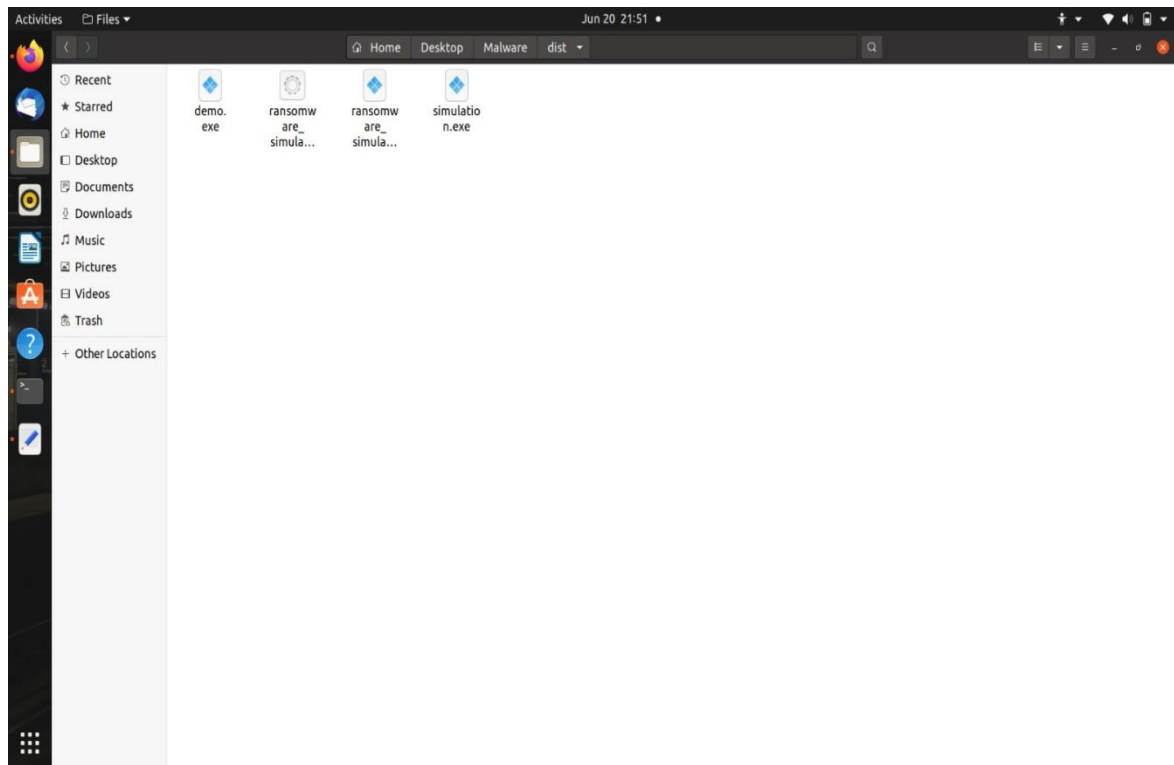 Activities Files Jun 20 21:51
Home Desktop Malware dist
Recent
Starred
Home
Desktop
Documents
Downloads
Music
Pictures
Videos
Trash
+ Other Locations
demo.
exe
ransomw
are_
simula...
ransomw
are_
simula...
simulatio
n.exe